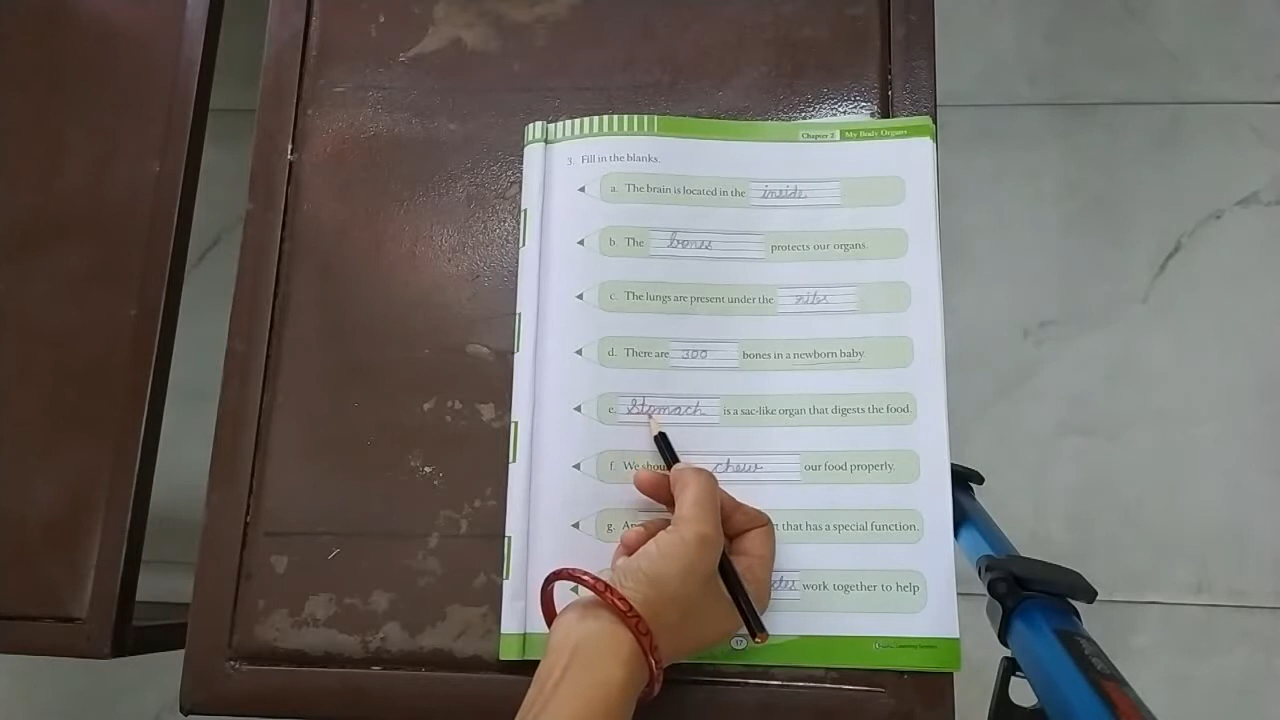 Chapter 2 My Body Organs
3. Fill in the blanks.
a. The brain is located in the inside
b. The bones protects our organs.
c. The lungs are present under the ribs
d. There are 300 bones in a newborn baby
e. Stomach is a sac-like organ that digests the food.
f. We chew our food properly.
g. that has a special function.
work together to help
17